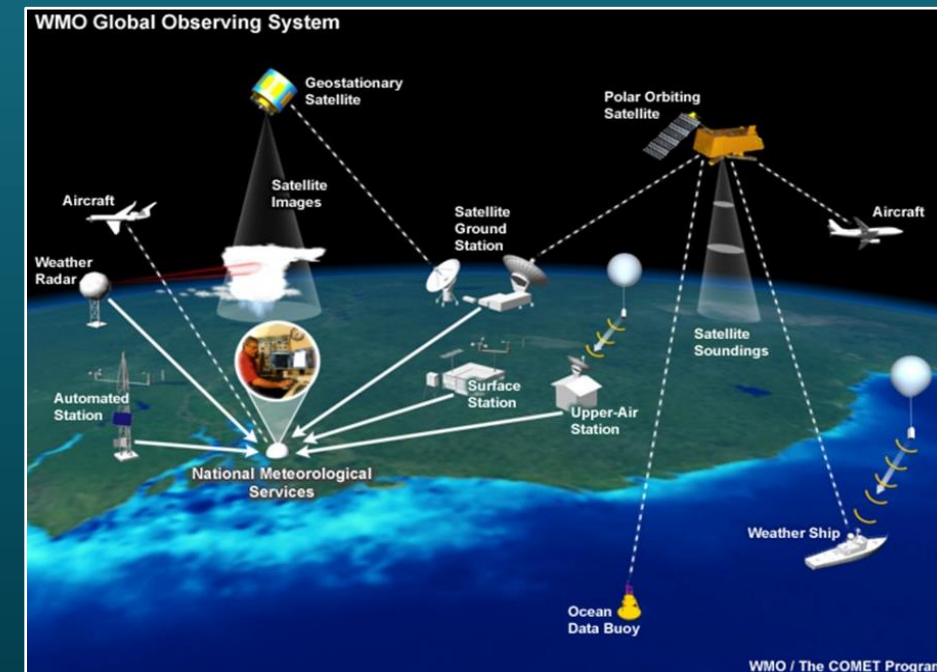 WMO Global Observing System
Geostationary
Satellite
Polar Orbiting
Satellite
Aircraft
Satellite
Images
Satellite
Ground
Station
Aircraft
Weather
Radar
Satellite
Soundings
Automated
Station
Surface
Station
Upper-Air
Station
National Meteorological
Services
Weather Ship
Ocean
Data Buoy
WMO / The COMET Program